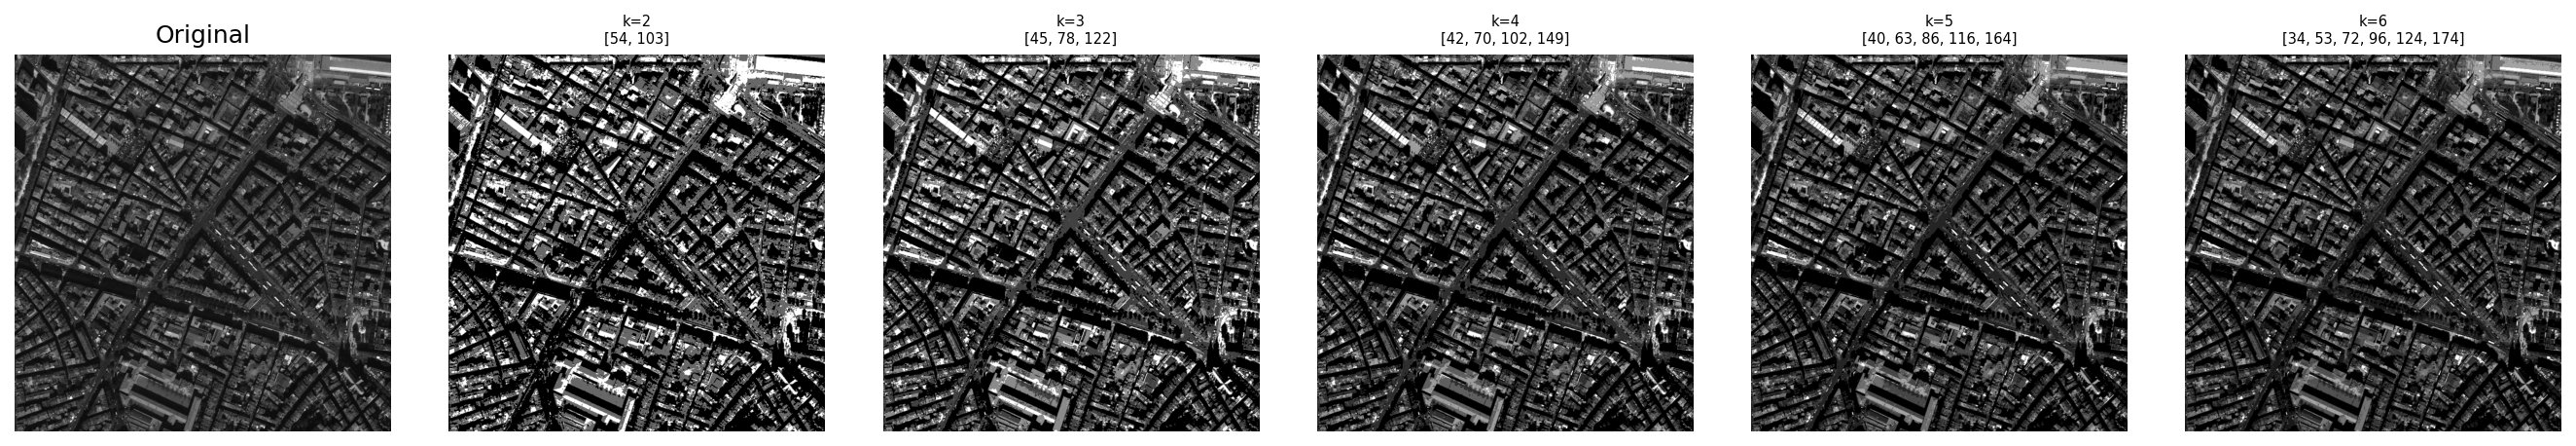 Original
k=2
[54, 103]
k=3
[45, 78, 122]
k=4
[42, 70, 102, 149]
k=5
[40, 63, 86, 116, 164]
k=6
[34, 53, 72, 96, 124, 174]